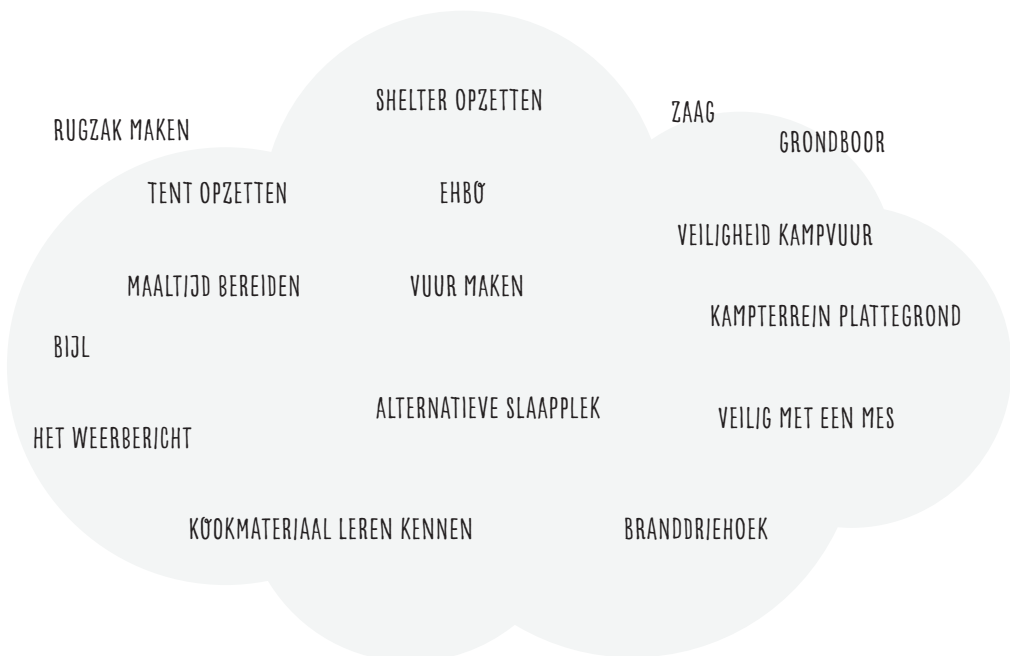 SHELTER OPZETTEN
ZAAG
RUGZAK MAKEN
GRONDBOOR
TENT OPZETTEN
EHBO
VEILIGHEID KAMPVUUR
MAALTIJD BEREIDEN
VUUR MAKEN
KAMPTERREIN PLATTEGROND
BIJL
ALTERNATIEVE SLAAPPLEK
VEILIG MET EEN MES
HET WEERBERICHT
KOOKMATERIAAL LEREN KENNEN
BRANDDRIEHOEK